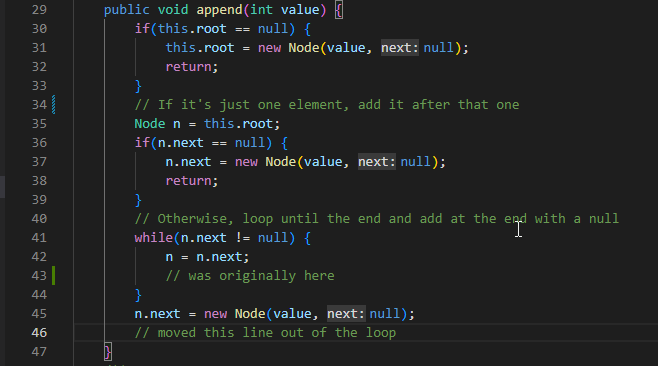 29 public void append(int value) {
30 if(this.root == null) {
31 this.root = new Node(value, next: null);
32 return;
33 }
34 // If it's just one element, add it after that one
35 Node n = this.root;
36 if(n.next == null) {
37 n.next = new Node(value, next: null);
38 return;
39 }
40 // Otherwise, loop until the end and add at the end with a null
41 while(n.next != null) {
42 n = n.next;
43 // was originally here
44 }
45 n.next = new Node(value, next: null);
46 // moved this line out of the loop
47 }